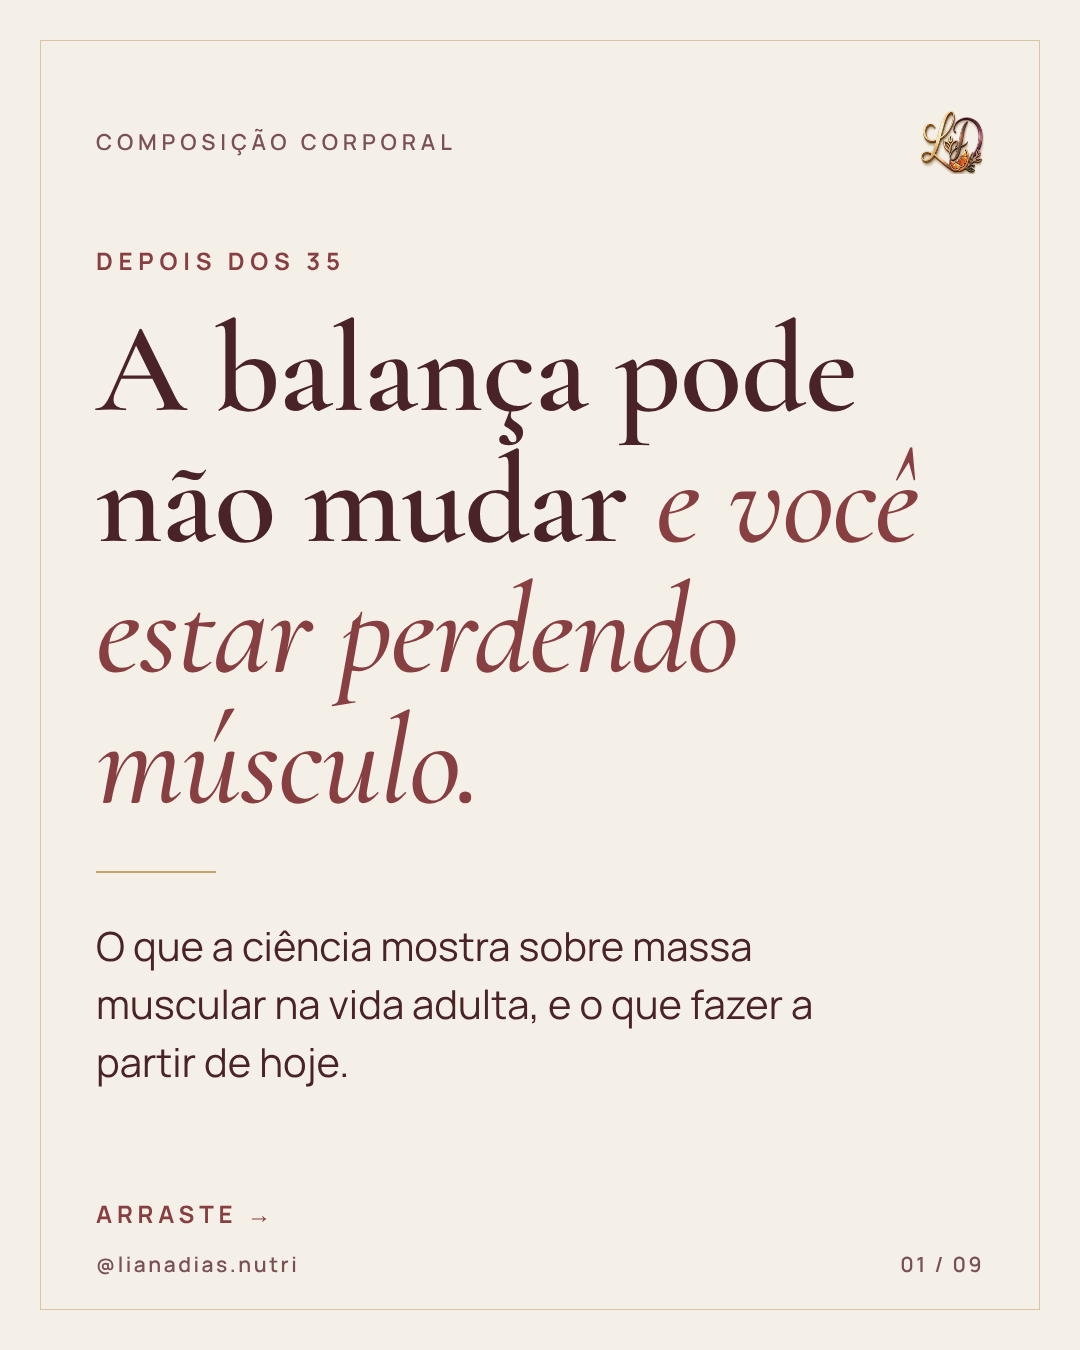 COMPOSIÇÃO CORPORAL
LD
DEPOIS DOS 35
A balança pode
não mudar e você
estar perdendo
músculo.
O que a ciência mostra sobre massa
muscular na vida adulta, e o que fazer a
partir de hoje.
ARRASTE →
@lianadias.nutri
01 / 09